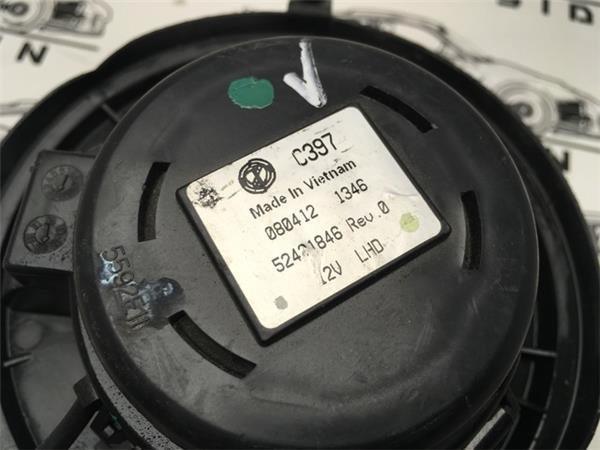 C397
Made In Vietnam
080412 1346
52421846 Rev.0
12V LHD